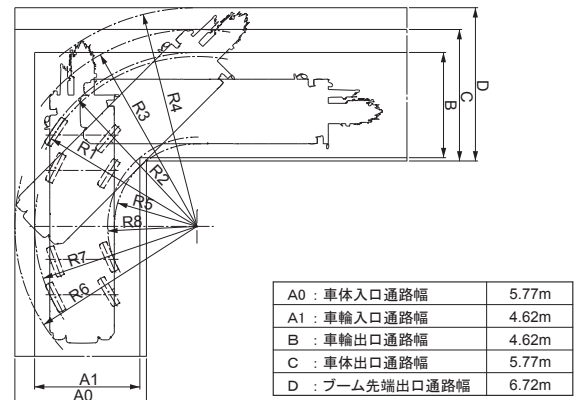 R1
R2
R3
R4
R5
R6
R7
R8
B
C
D
A1
A0
A0 : 車体入口通路幅 5.77m
A1 : 車輪入口通路幅 4.62m
B : 車輪出口通路幅 4.62m
C : 車体出口通路幅 5.77m
D : ブーム先端出口通路幅 6.72m